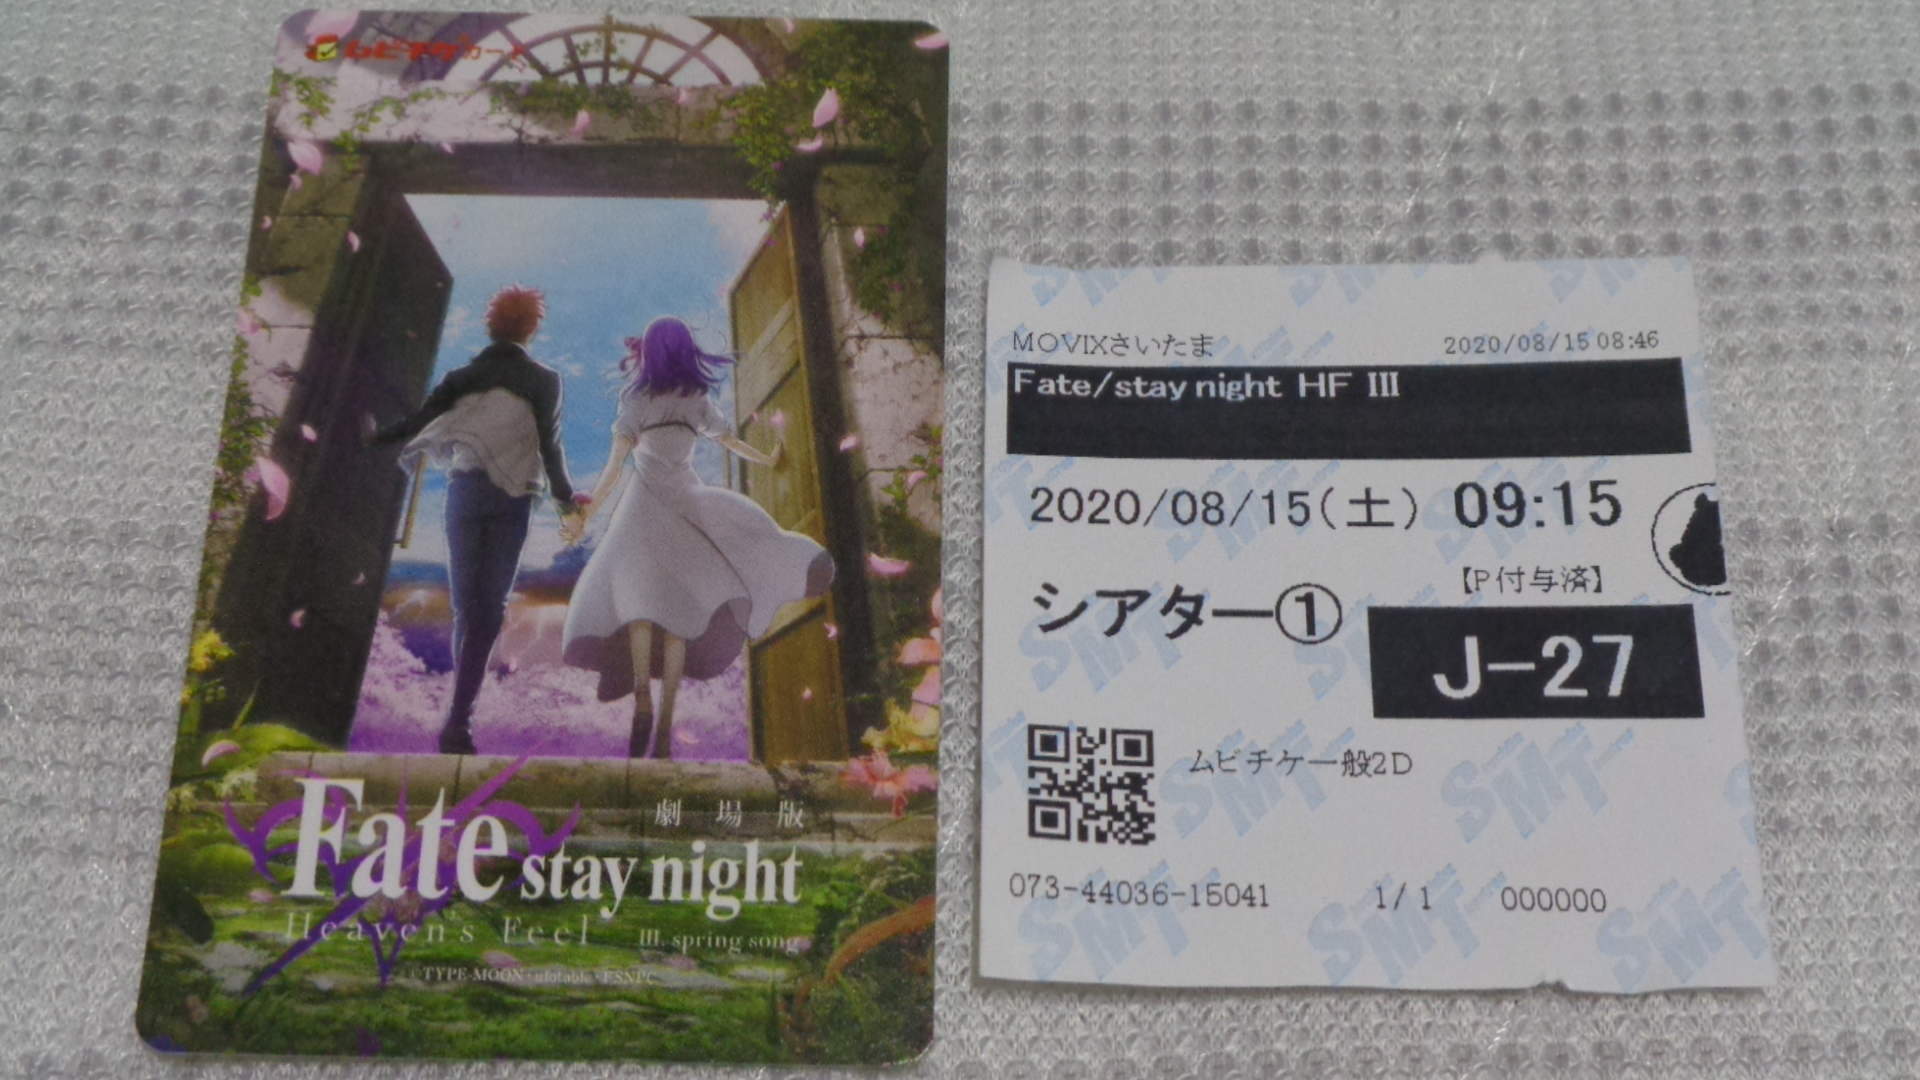 ムビチケカード
劇場版
Fate stay night
Heaven's Feel III. spring song
©TYPE-MOON・ufotable・FSNPC
MOVIXさいたま 2020/08/15 08:46
Fate/stay night HF III
2020/08/15(土) 09:15
シアター① 【P付与済】
J-27
ムビチケ一般2D
073-44036-15041 1/1 000000
SMT